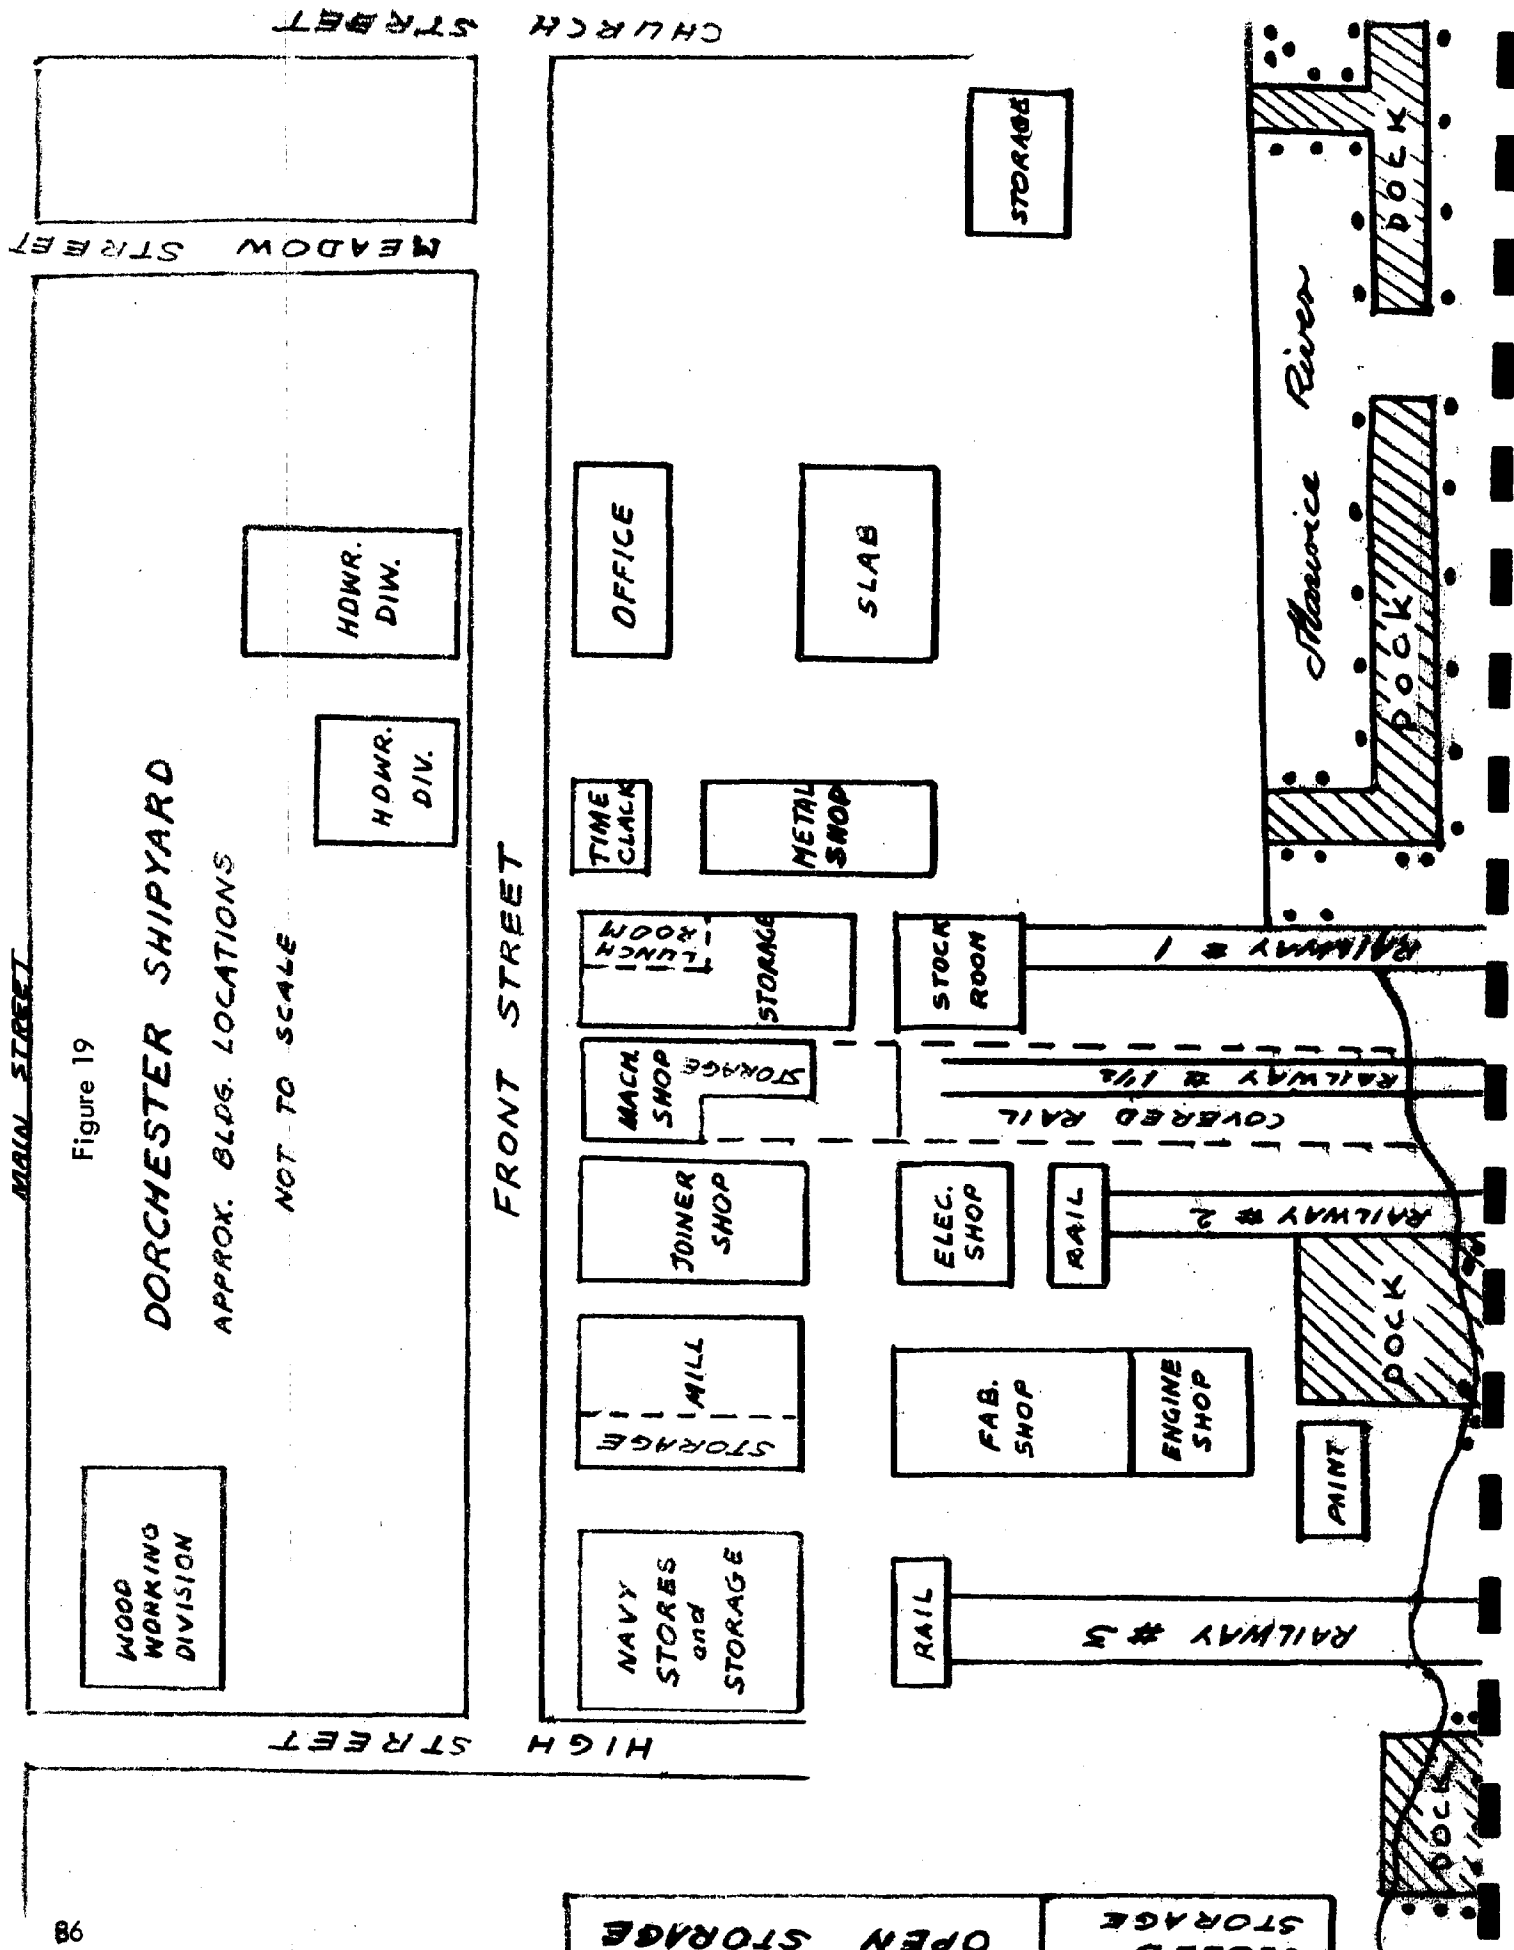 86
Figure 19
DORCHESTER SHIPYARD
APPROX. BLDG. LOCATIONS
NOT TO SCALE
MAIN STREET
CHURCH STREET
MEADOW STREET
HIGH STREET
FRONT STREET
WOOD
WORKING
DIVISION
HDWR.
DIV.
HDWR.
DIW.
NAVY
STORES
and
STORAGE
STORAGE
MILL
JOINER
SHOP
MACH.
SHOP
STORAGE
LUNCH
ROOM
STORAGE
TIME
CLACK
METAL
SHOP
OFFICE
SLAB
STORAGE
RAIL
RAILWAY # 3
FAB.
SHOP
ENGINE
SHOP
PAINT
ELEC.
SHOP
RAIL
RAILWAY # 2
COVERED RAIL
RAILWAY # 1½
STOCK
ROOM
RAILWAY # 1
River
DOCK
DOCK
DOCK
DOCK
OPEN STORAGE
STORAGE